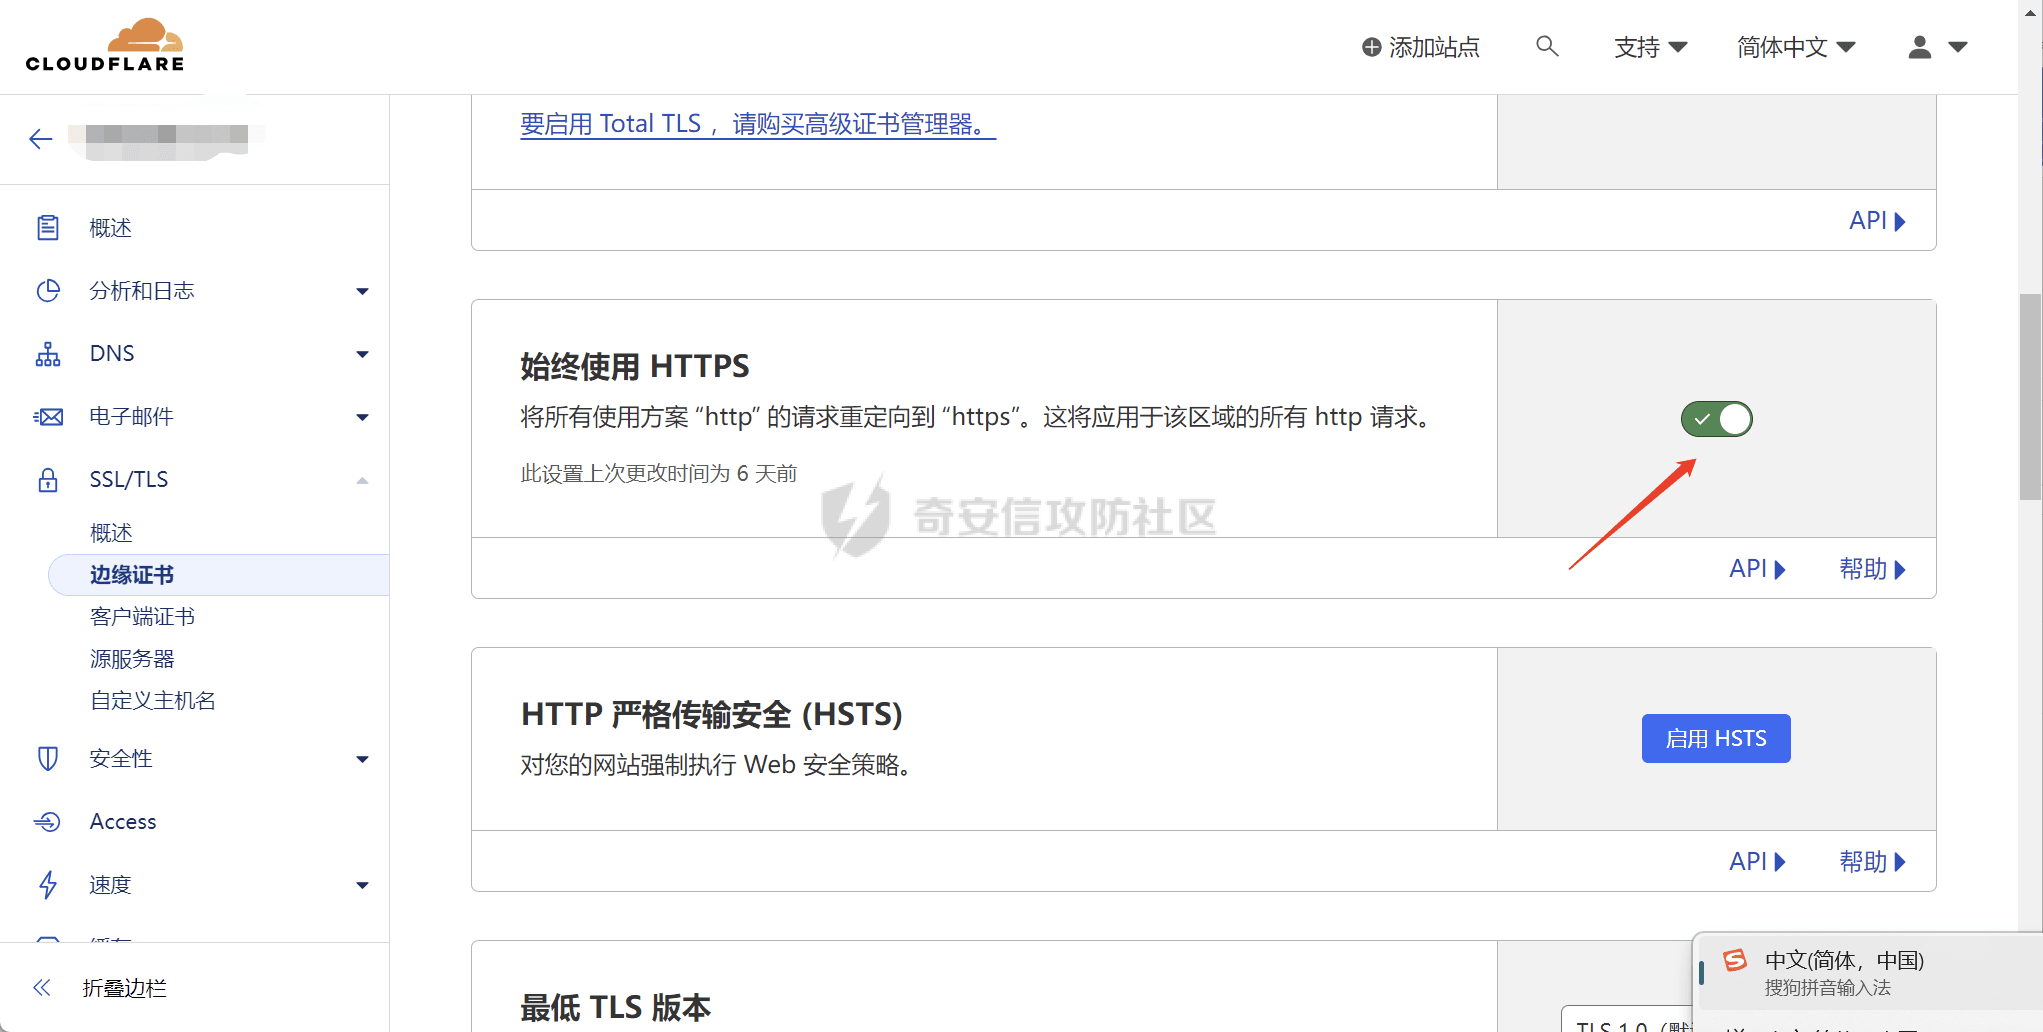 CLOUDFLARE
添加站点
支持
简体中文
概述
分析和日志
DNS
电子邮件
SSL/TLS
概述
边缘证书
客户端证书
源服务器
自定义主机名
安全性
Access
速度
折叠边栏
要启用 Total TLS ，请购买高级证书管理器。
API
始终使用 HTTPS
将所有使用方案 “http” 的请求重定向到 “https”。这将应用于该区域的所有 http 请求。
此设置上次更改时间为 6 天前
奇安信攻防社区
API 帮助
HTTP 严格传输安全 (HSTS)
对您的网站强制执行 Web 安全策略。
启用 HSTS
API 帮助
最低 TLS 版本
TLS 1.0
中文(简体，中国)
搜狗拼音输入法